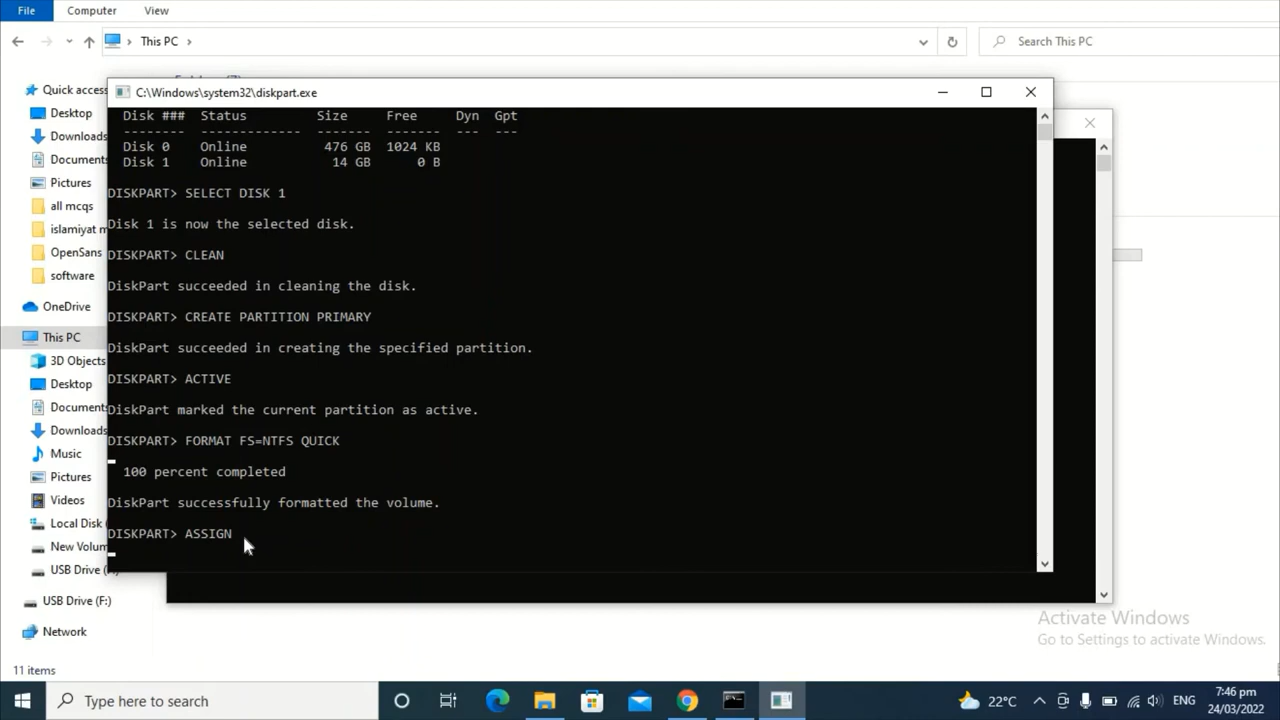 File Computer View
This PC
Search This PC
Quick access
C:\Windows\system32\diskpart.exe
Desktop
Downloads
Documents
Pictures
all mcqs
islamiyat m
OpenSans
software
OneDrive
This PC
3D Objects
Desktop
Documents
Downloads
Music
Pictures
Videos
Local Disk (
New Volum
USB Drive (
USB Drive (F:)
Network
Disk ### Status Size Free Dyn Gpt
-------- ------------- ------- ------- --- ---
Disk 0 Online 476 GB 1024 KB
Disk 1 Online 14 GB 0 B
DISKPART> SELECT DISK 1
Disk 1 is now the selected disk.
DISKPART> CLEAN
DiskPart succeeded in cleaning the disk.
DISKPART> CREATE PARTITION PRIMARY
DiskPart succeeded in creating the specified partition.
DISKPART> ACTIVE
DiskPart marked the current partition as active.
DISKPART> FORMAT FS=NTFS QUICK
100 percent completed
DiskPart successfully formatted the volume.
DISKPART> ASSIGN
Activate Windows
Go to Settings to activate Windows.
11 items
Type here to search
22°C
ENG
7:46 pm
24/03/2022